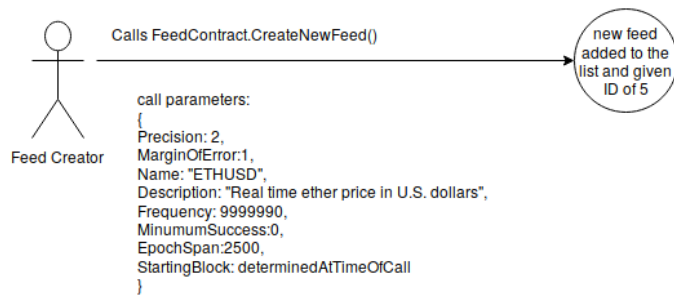 Calls FeedContract.CreateNewFeed()
new feed
added to the
list and given
ID of 5
Feed Creator
call parameters:
{
Precision: 2,
MarginOfError:1,
Name: "ETHUSD",
Description: "Real time ether price in U.S. dollars",
Frequency: 9999990,
MinumumSuccess:0,
EpochSpan:2500,
StartingBlock: determinedAtTimeOfCall
}